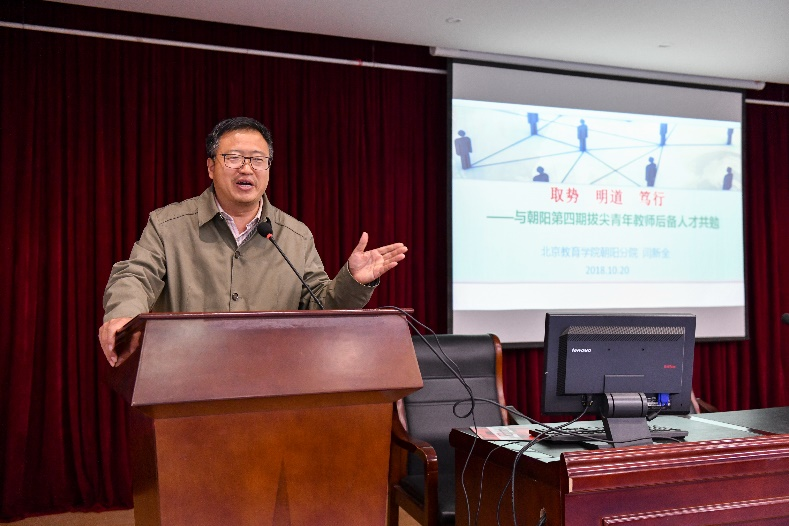 取势 明道 笃行
——与朝阳第四期拔尖青年教师后备人才共勉
北京教育学院朝阳分院
2018.10.20
lenovo